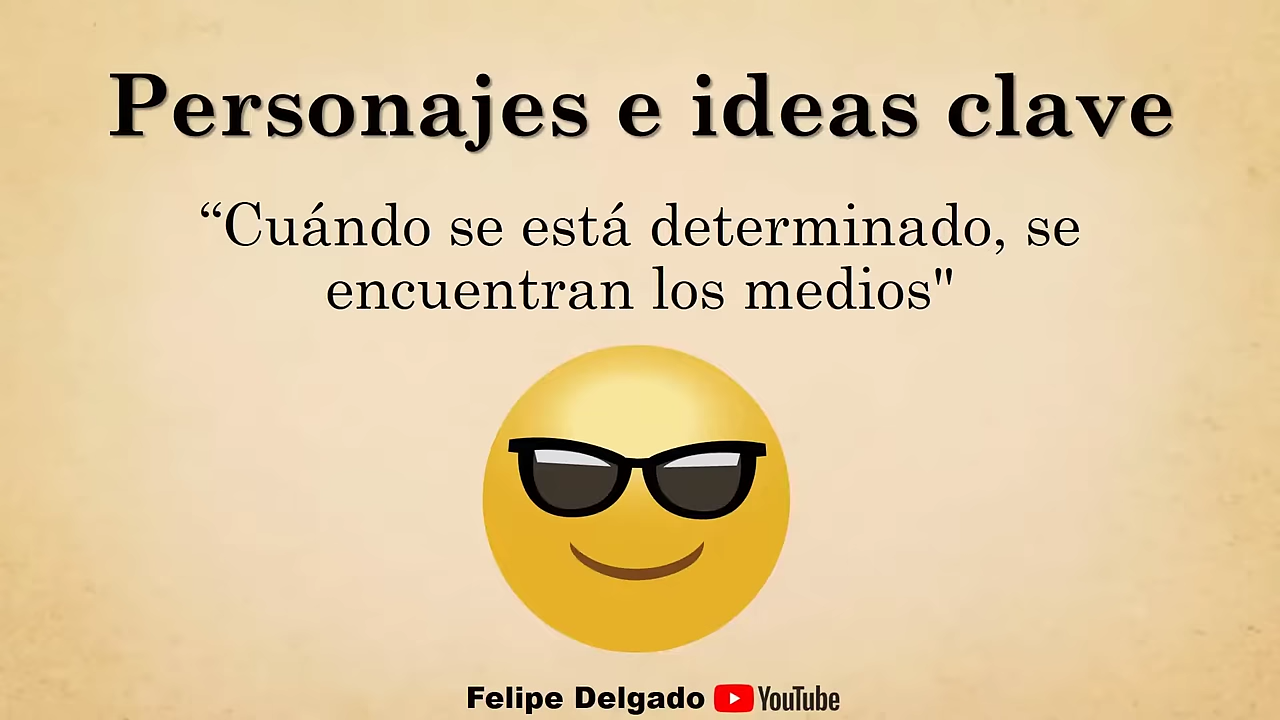 Personajes e ideas clave
“Cuándo se está determinado, se
encuentran los medios"
Felipe Delgado YouTube